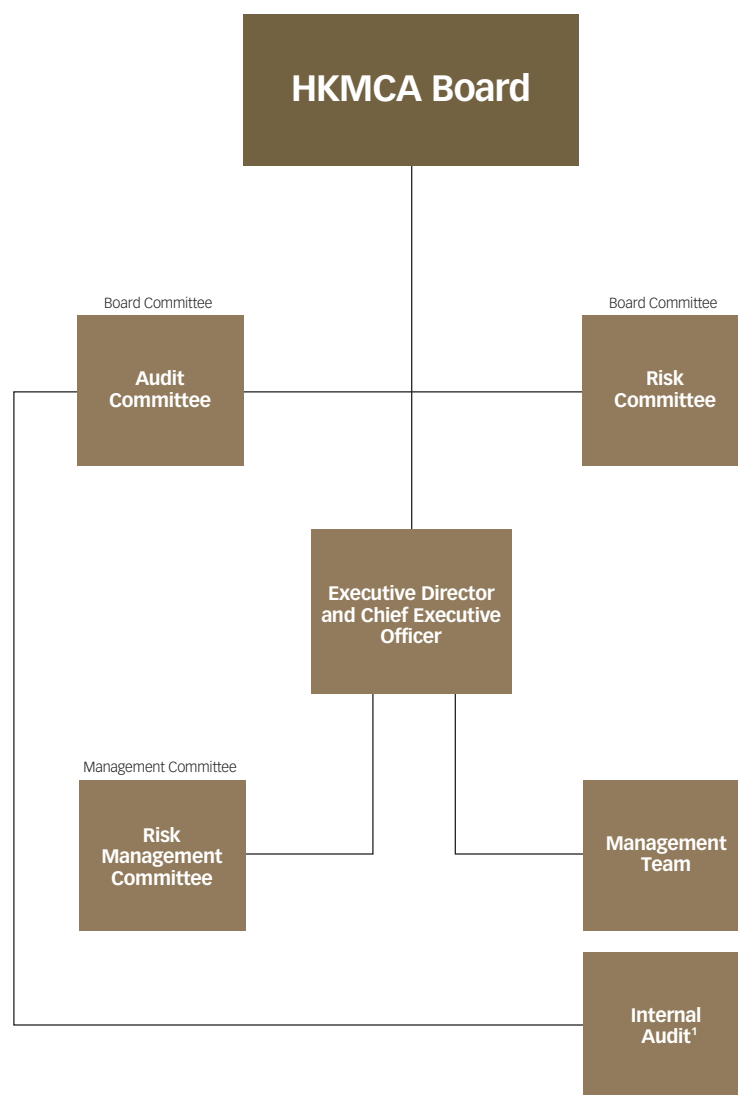 HKMCA Board
Board Committee
Audit
Committee
Board Committee
Risk
Committee
Executive Director
and Chief Executive
Officer
Management Committee
Risk
Management
Committee
Management
Team
Internal
Audit¹